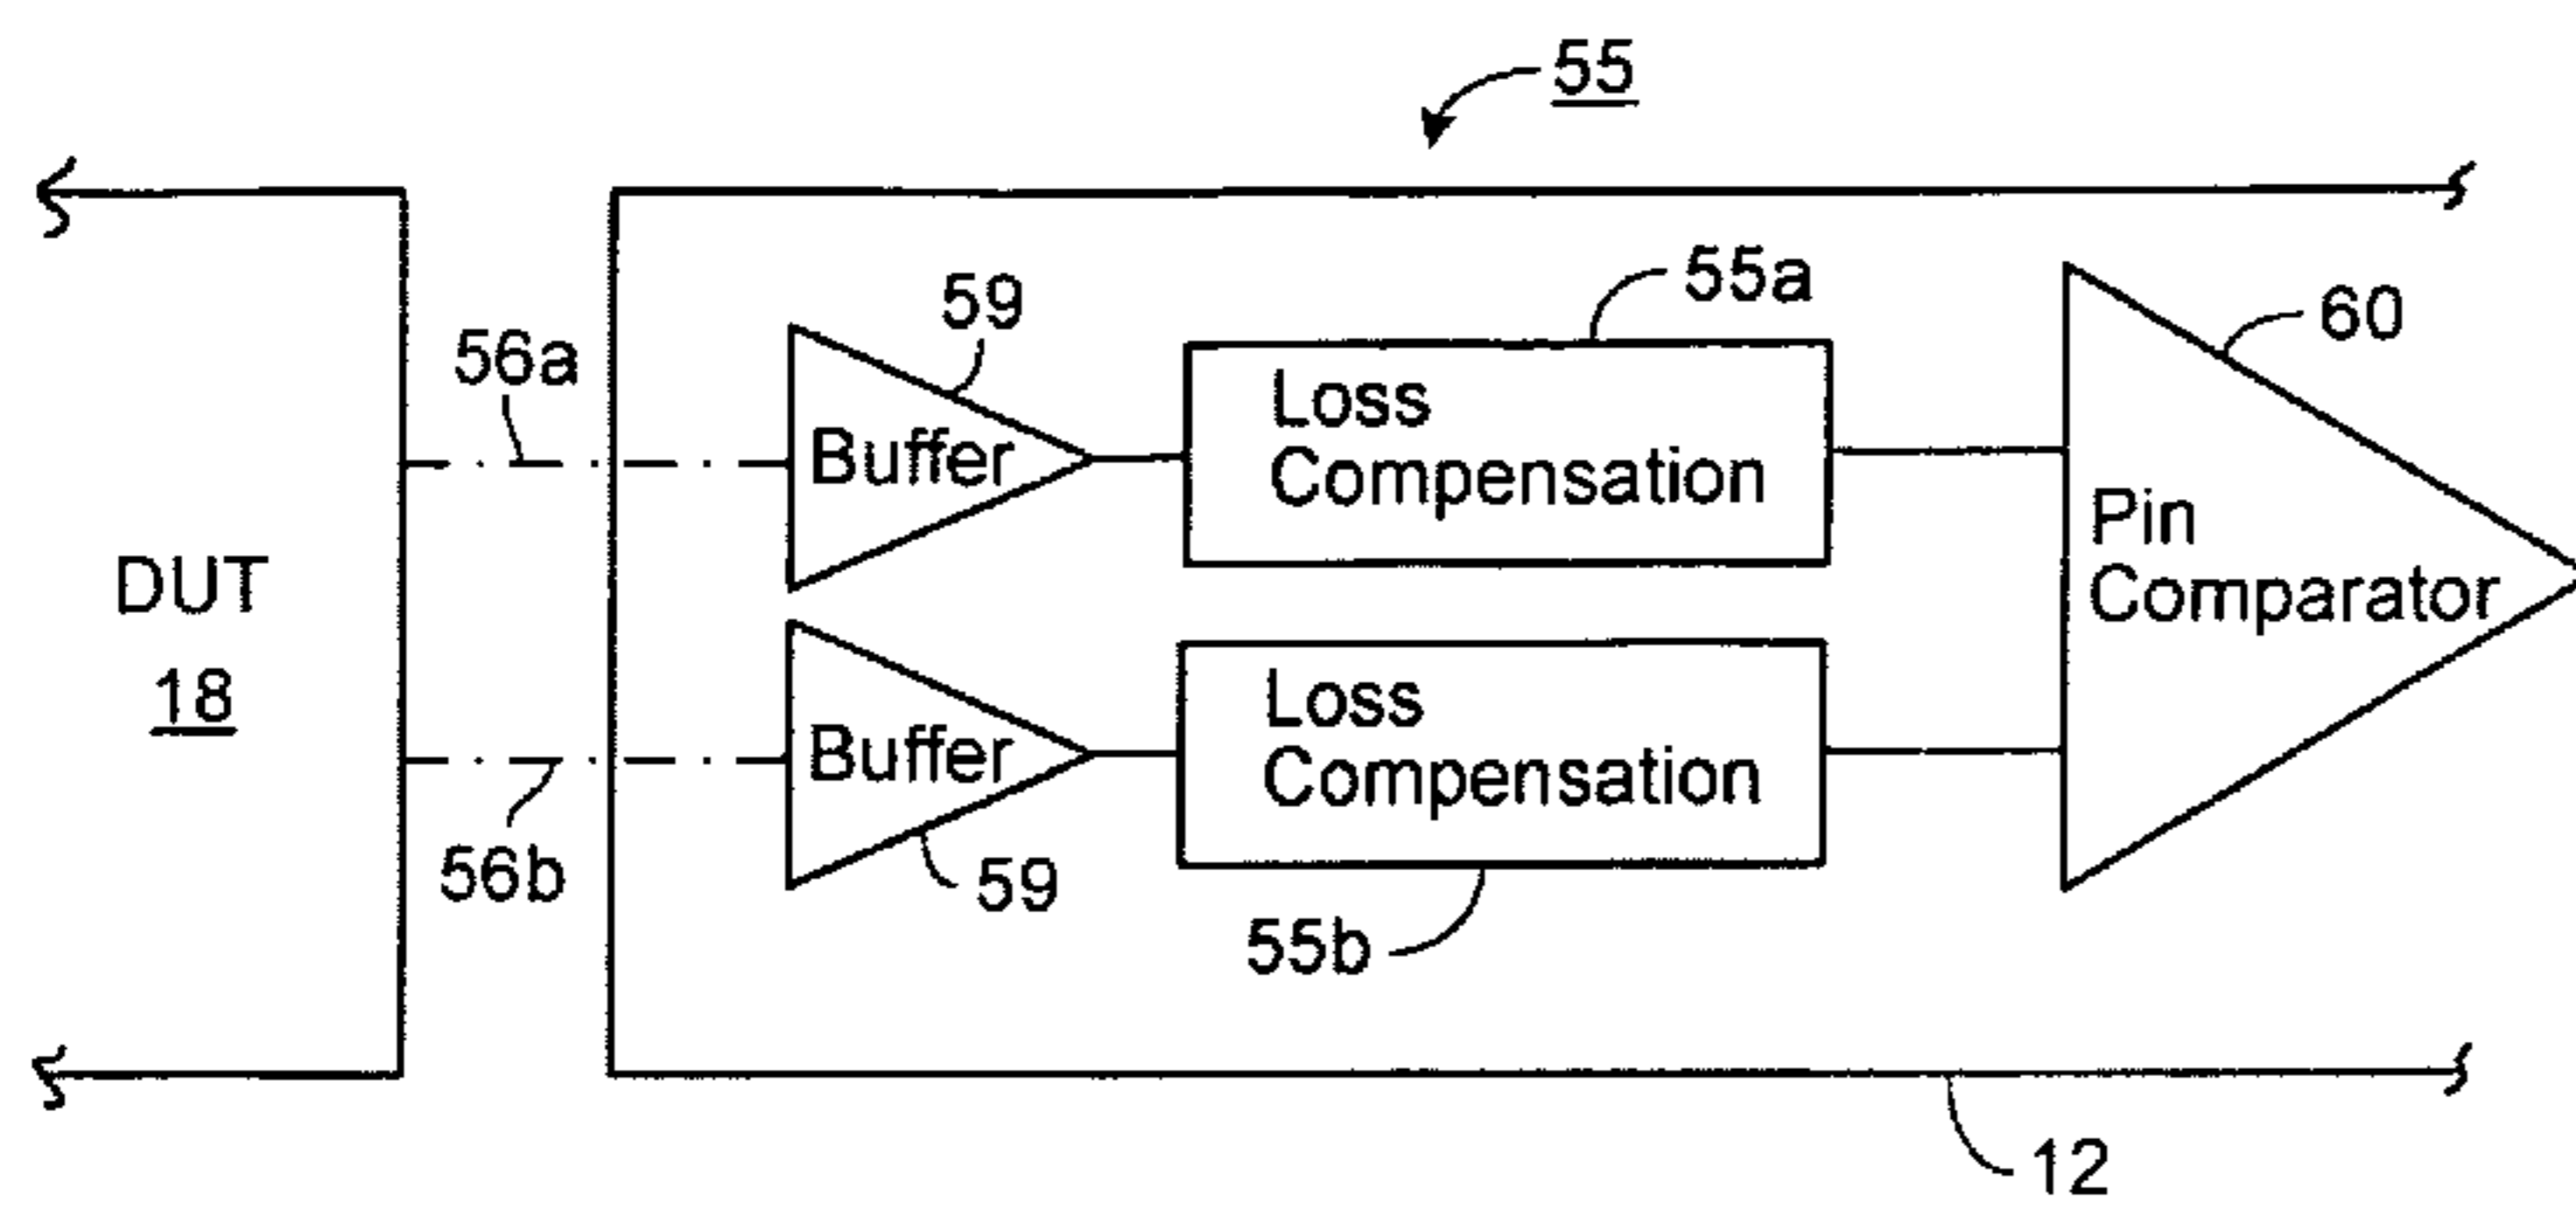 55
55a
59
60
56a
Loss
Compensation
Buffer
Pin
Comparator
DUT
18
Loss
Compensation
Buffer
56b
59
55b
12